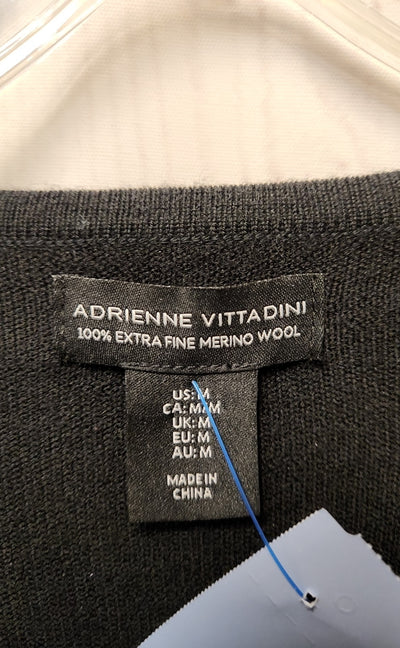 ADRIENNE VITTADINI
100% EXTRA FINE MERINO WOOL
US: M
CA: M/M
UK: M
EU: M
AU: M
MADE IN
CHINA